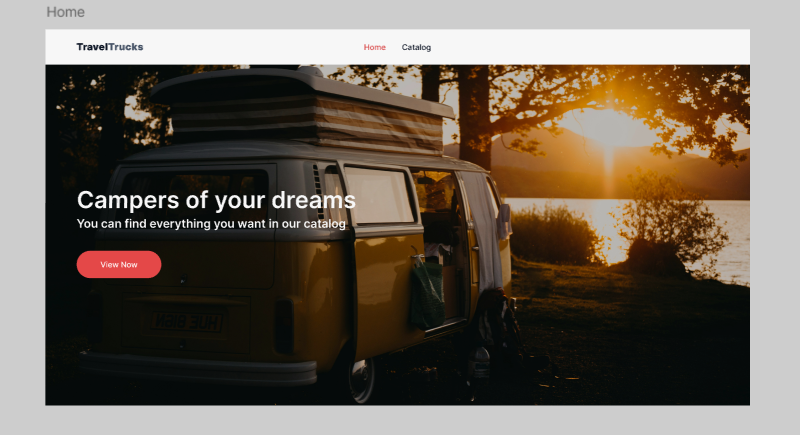 Home
TravelTrucks
Home
Catalog
Campers of your dreams
You can find everything you want in our catalog
View Now